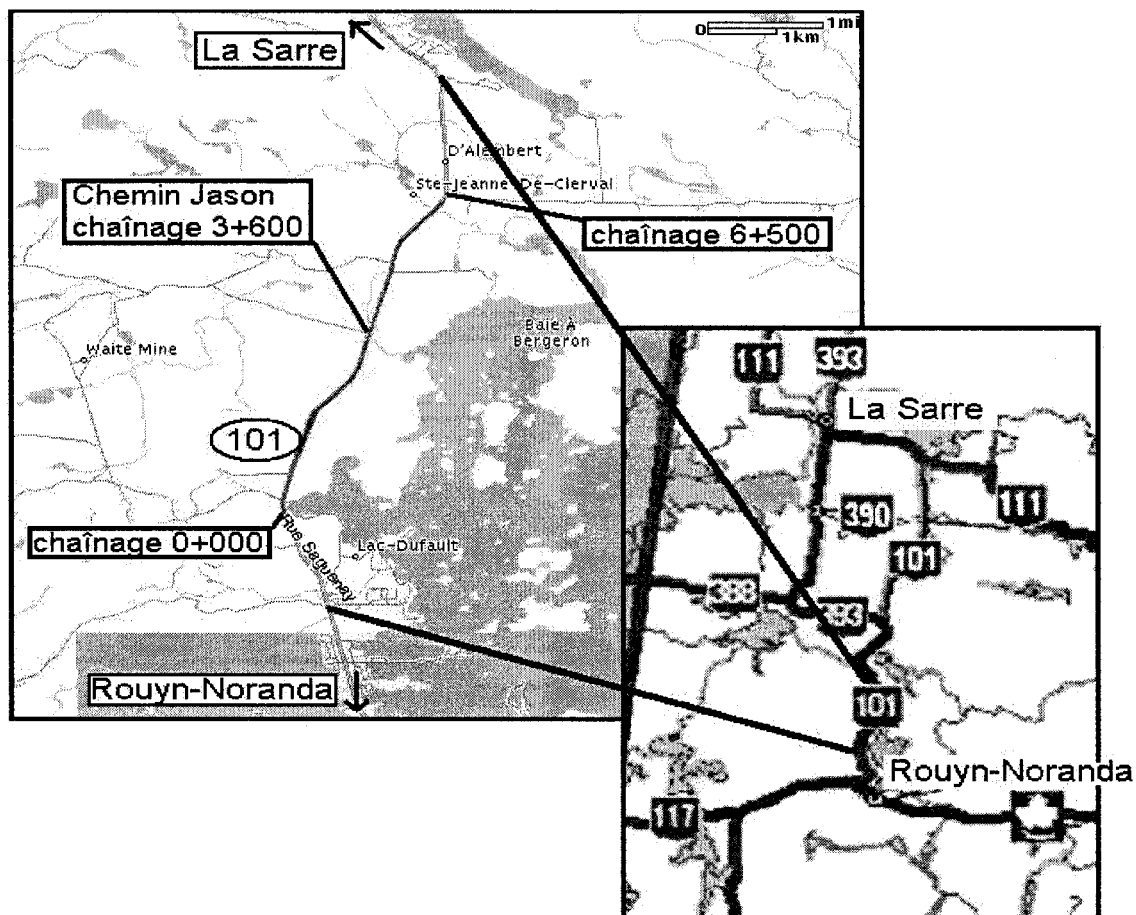 La Sarre
0
1mi
1km
D'Alembert
Ste-Jeanne-De-Clerval
Chemin Jason
chaînage 3+600
chaînage 6+500
Baie À
Bergeron
Waite Mine
101
chaînage 0+000
Rue Saguenay
Lac-Dufault
Rouyn-Noranda
111
393
La Sarre
390
111
101
388
393
101
Rouyn-Noranda
117